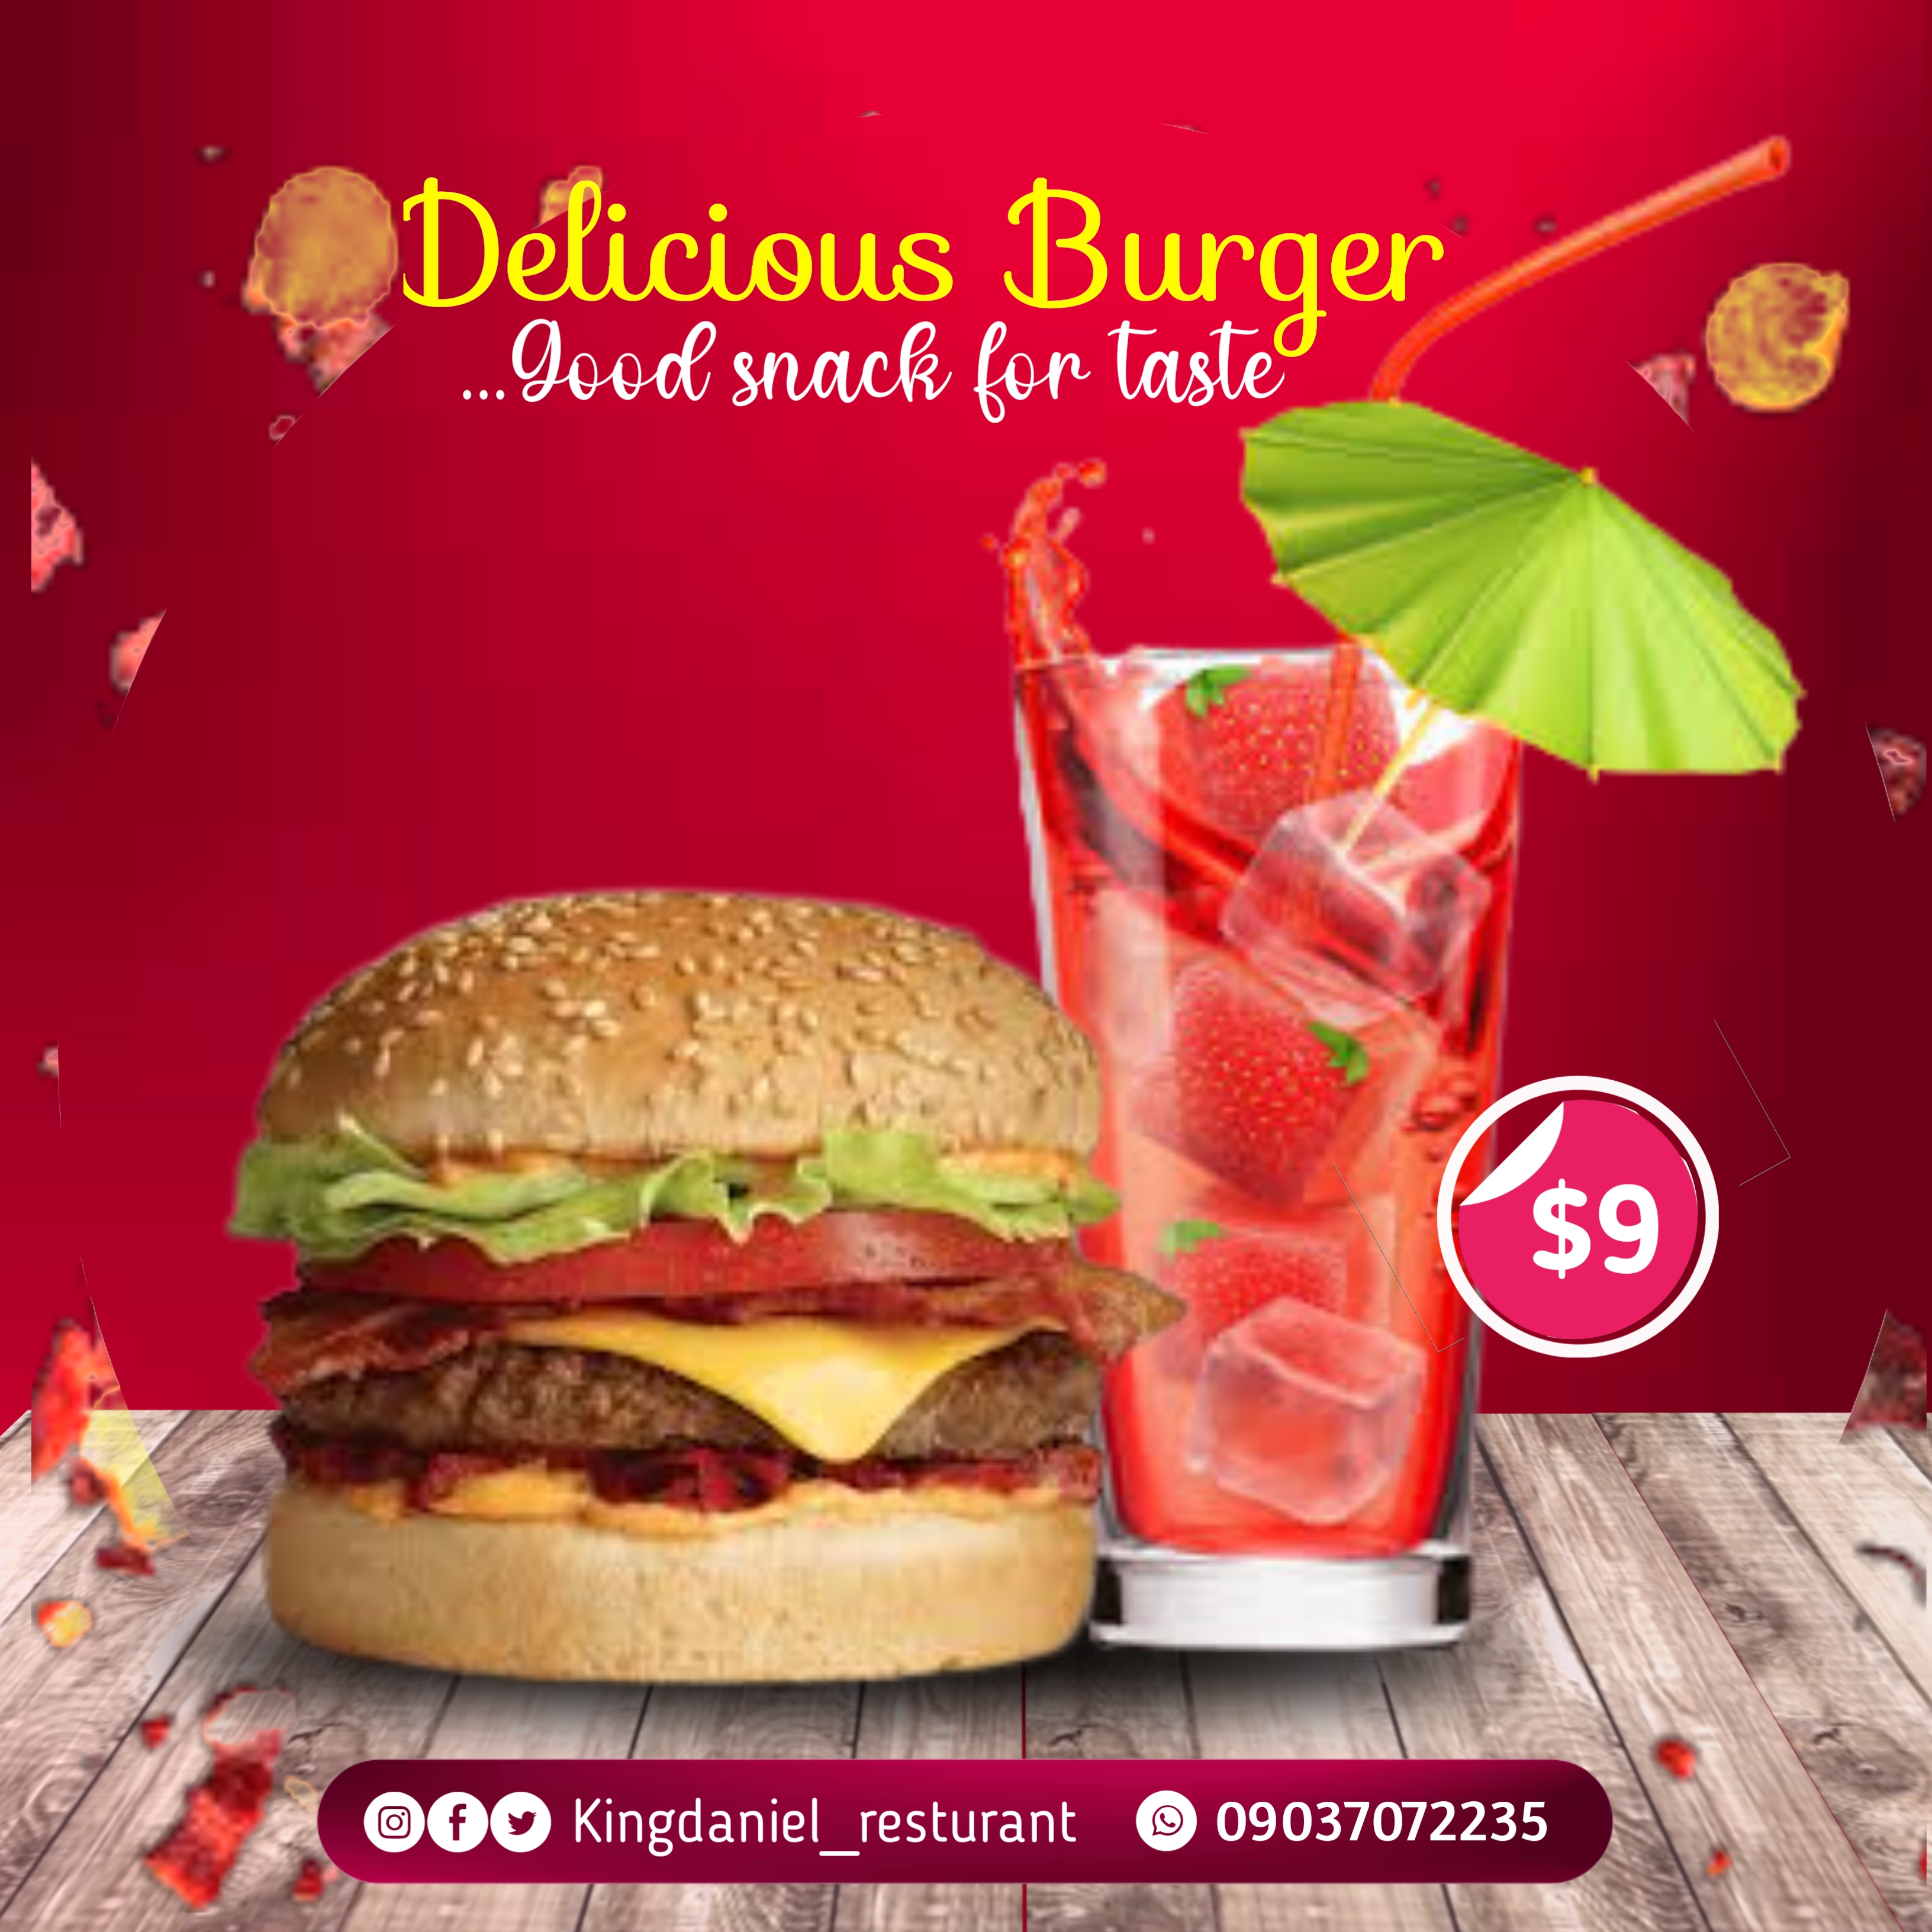 Delicious Burger
...Good snack for taste
$9
Kingdaniel_resturant 09037072235